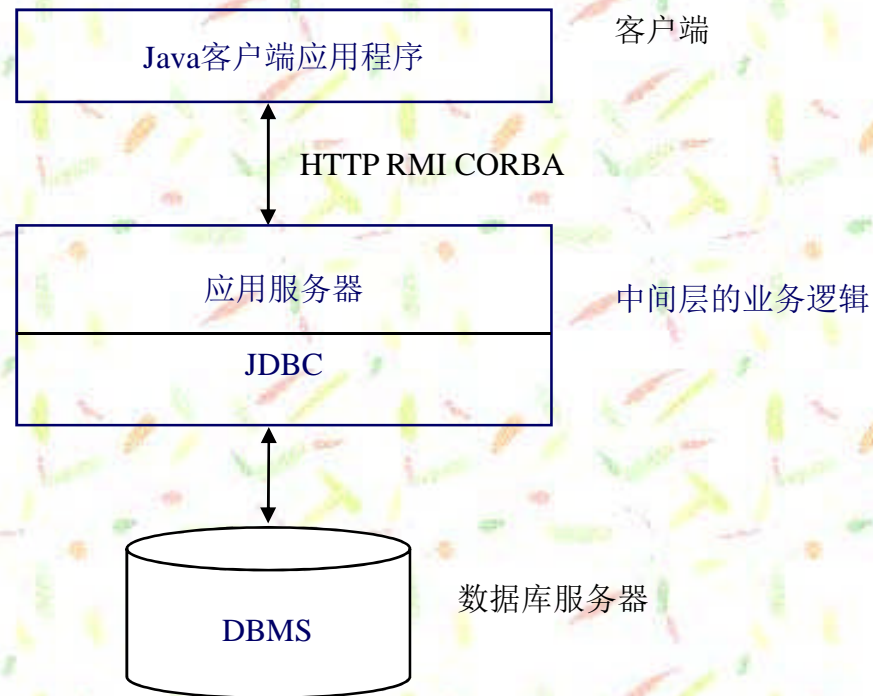 客户端
Java客户端应用程序
HTTP RMI CORBA
应用服务器
中间层的业务逻辑
JDBC
数据库服务器
DBMS